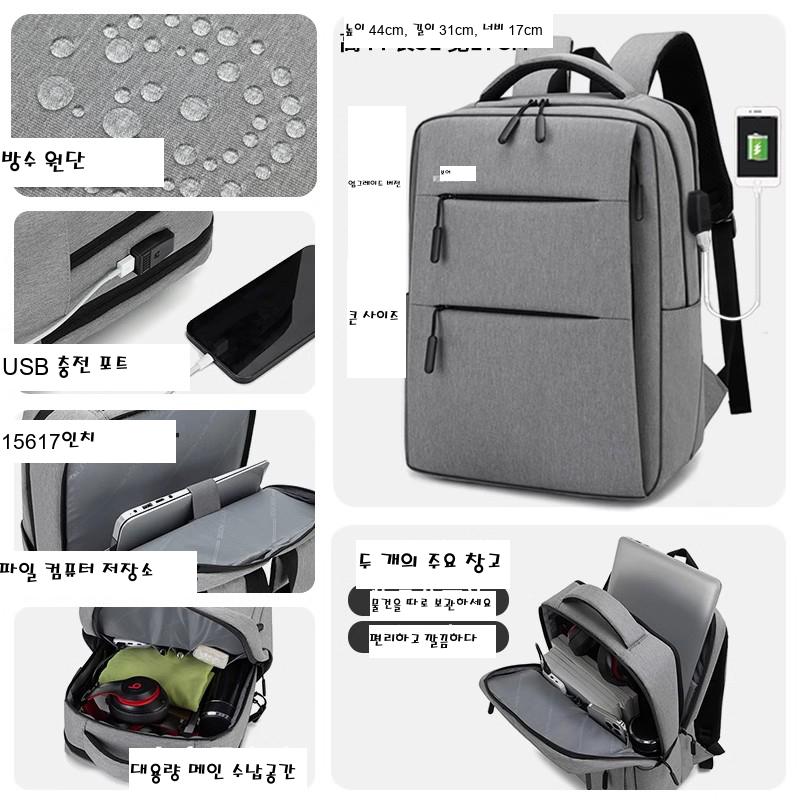 방수 원단
USB 충전 포트
15617인치
파일 컴퓨터 저장소
대용량 메인 수납공간
높이 44cm, 길이 31cm, 너비 17cm
업그레이드 버전
큰 사이즈
두 개의 주요 창고
물건을 따로 보관하세요
편리하고 깔끔하다